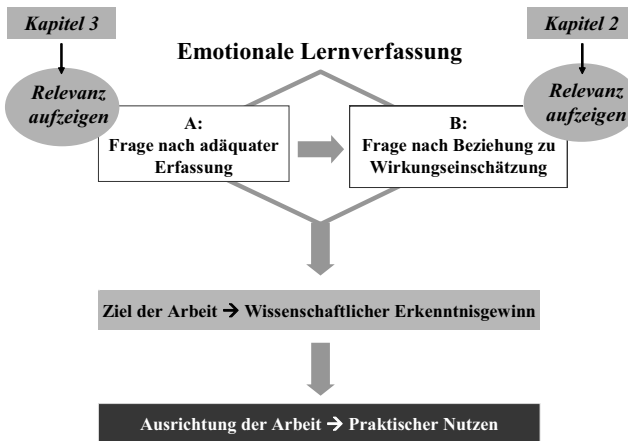 Kapitel 3
Kapitel 2
Emotionale Lernverfassung
Relevanz
aufzeigen
Relevanz
aufzeigen
A:
Frage nach adäquater
Erfassung
B:
Frage nach Beziehung zu
Wirkungseinschätzung
Ziel der Arbeit → Wissenschaftlicher Erkenntnisgewinn
Ausrichtung der Arbeit → Praktischer Nutzen